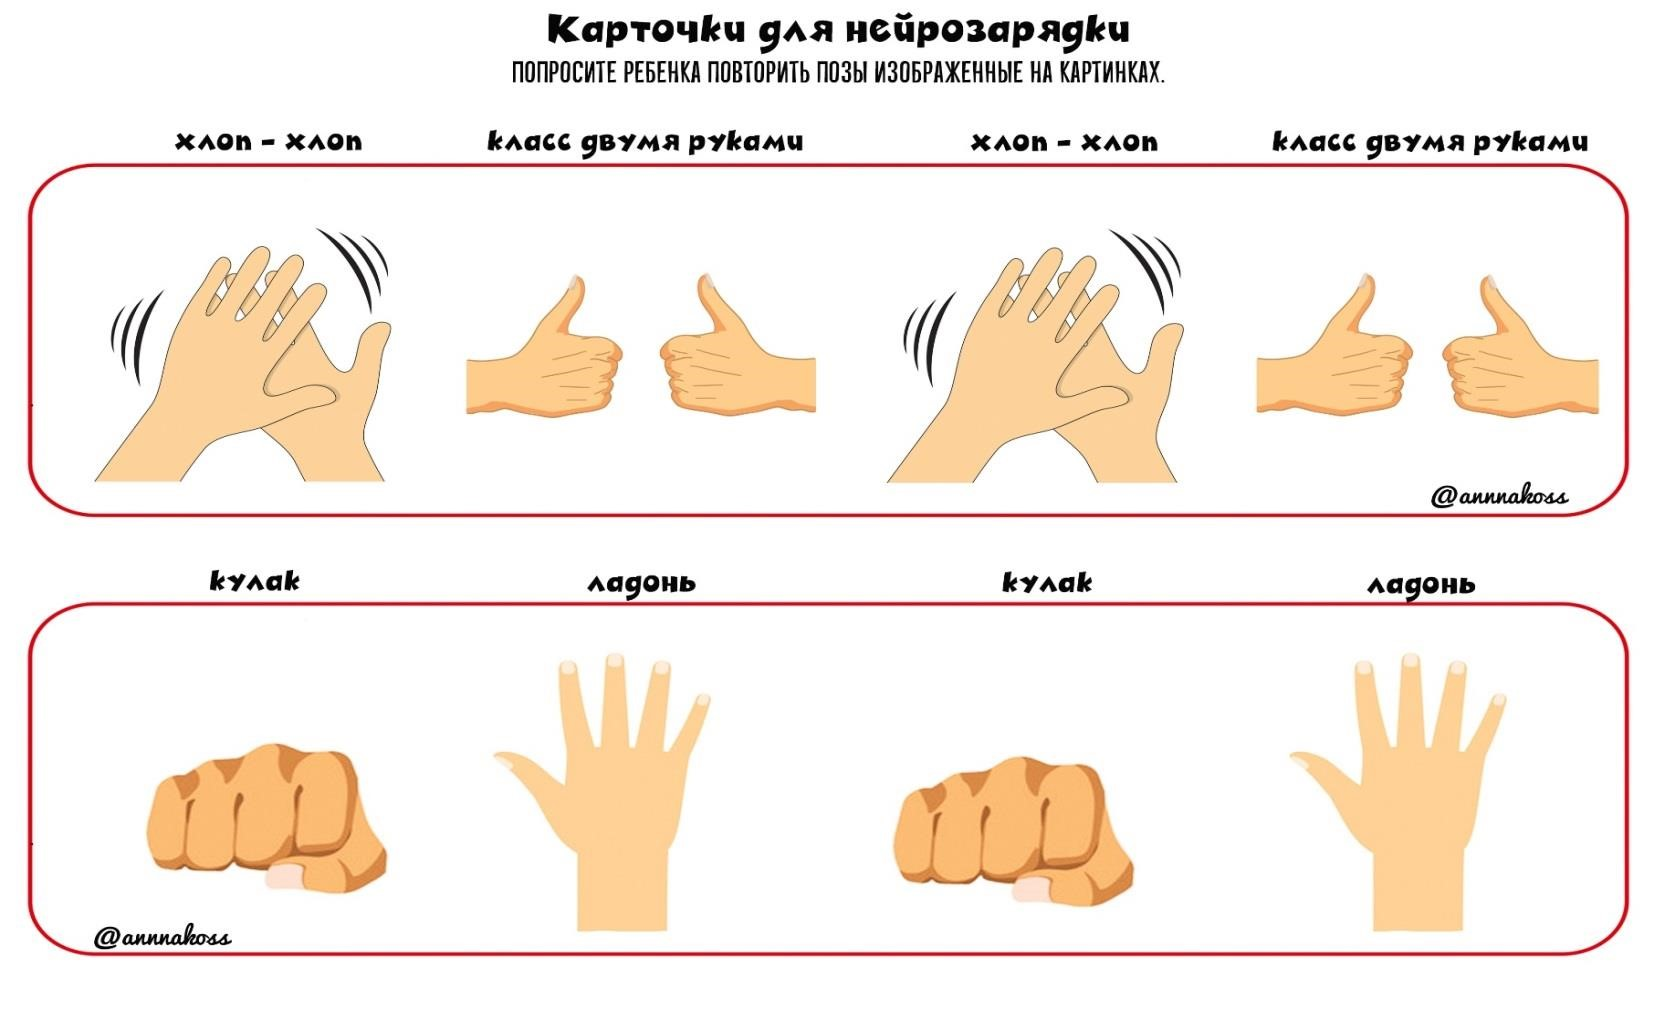 Карточки для нейрозарядки
ПОПРОСИТЕ РЕБЕНКА ПОВТОРИТЬ ПОЗЫ ИЗОБРАЖЕННЫЕ НА КАРТИНКАХ.
хлоп - хлоп класс двумя руками хлоп - хлоп класс двумя руками
@annnakoss
кулак ладонь кулак ладонь
@annnakoss